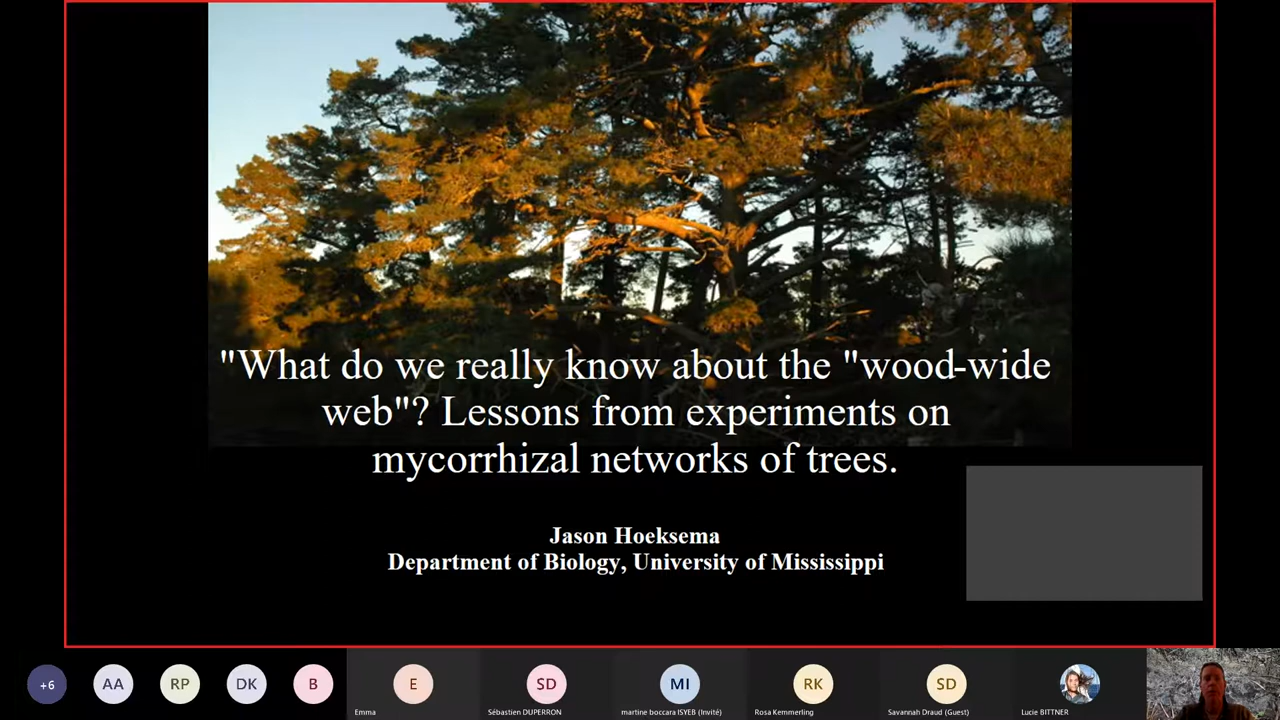 "What do we really know about the "wood-wide
web"? Lessons from experiments on
mycorrhizal networks of trees.
Jason Hoeksema
Department of Biology, University of Mississippi
+6
AA
RP
DK
B
E
SD
MI
RK
SD
Emma
Sébastien DUPERRON
martine boccara ISYEB (Invité)
Rosa Kemmerling
Savannah Draud (Guest)
Lucie BITTNER